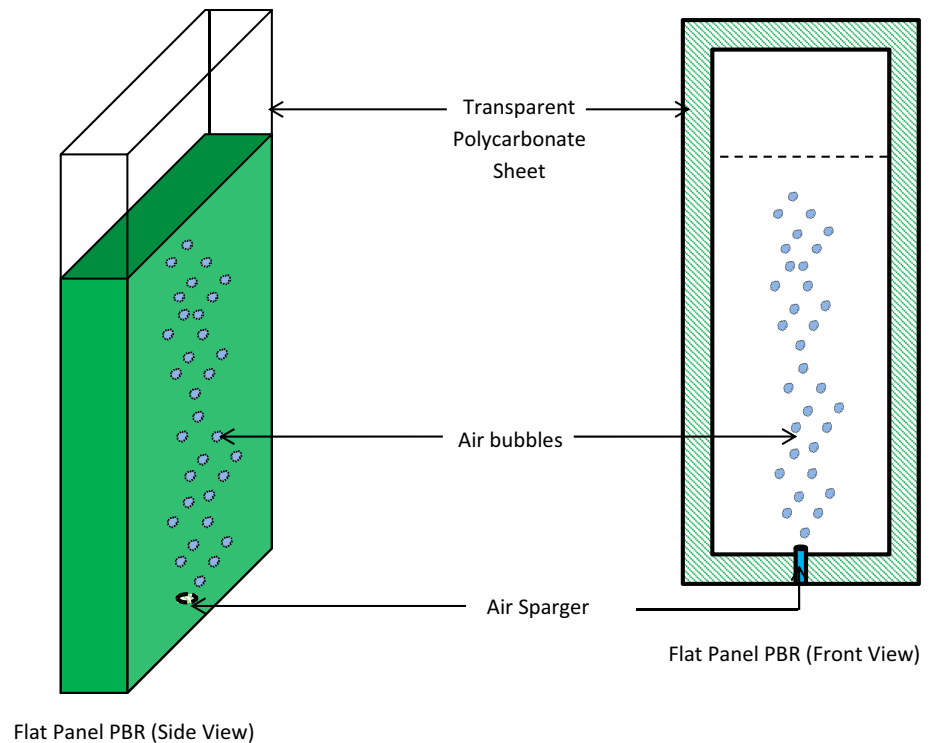 Transparent
Polycarbonate
Sheet
Air bubbles
Air Sparger
Flat Panel PBR (Front View)
Flat Panel PBR (Side View)